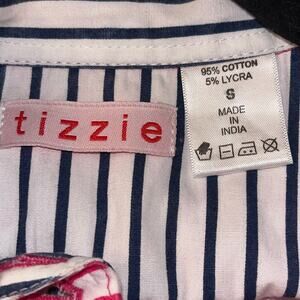 tizzie
95% COTTON
5% LYCRA
S
MADE
IN
INDIA